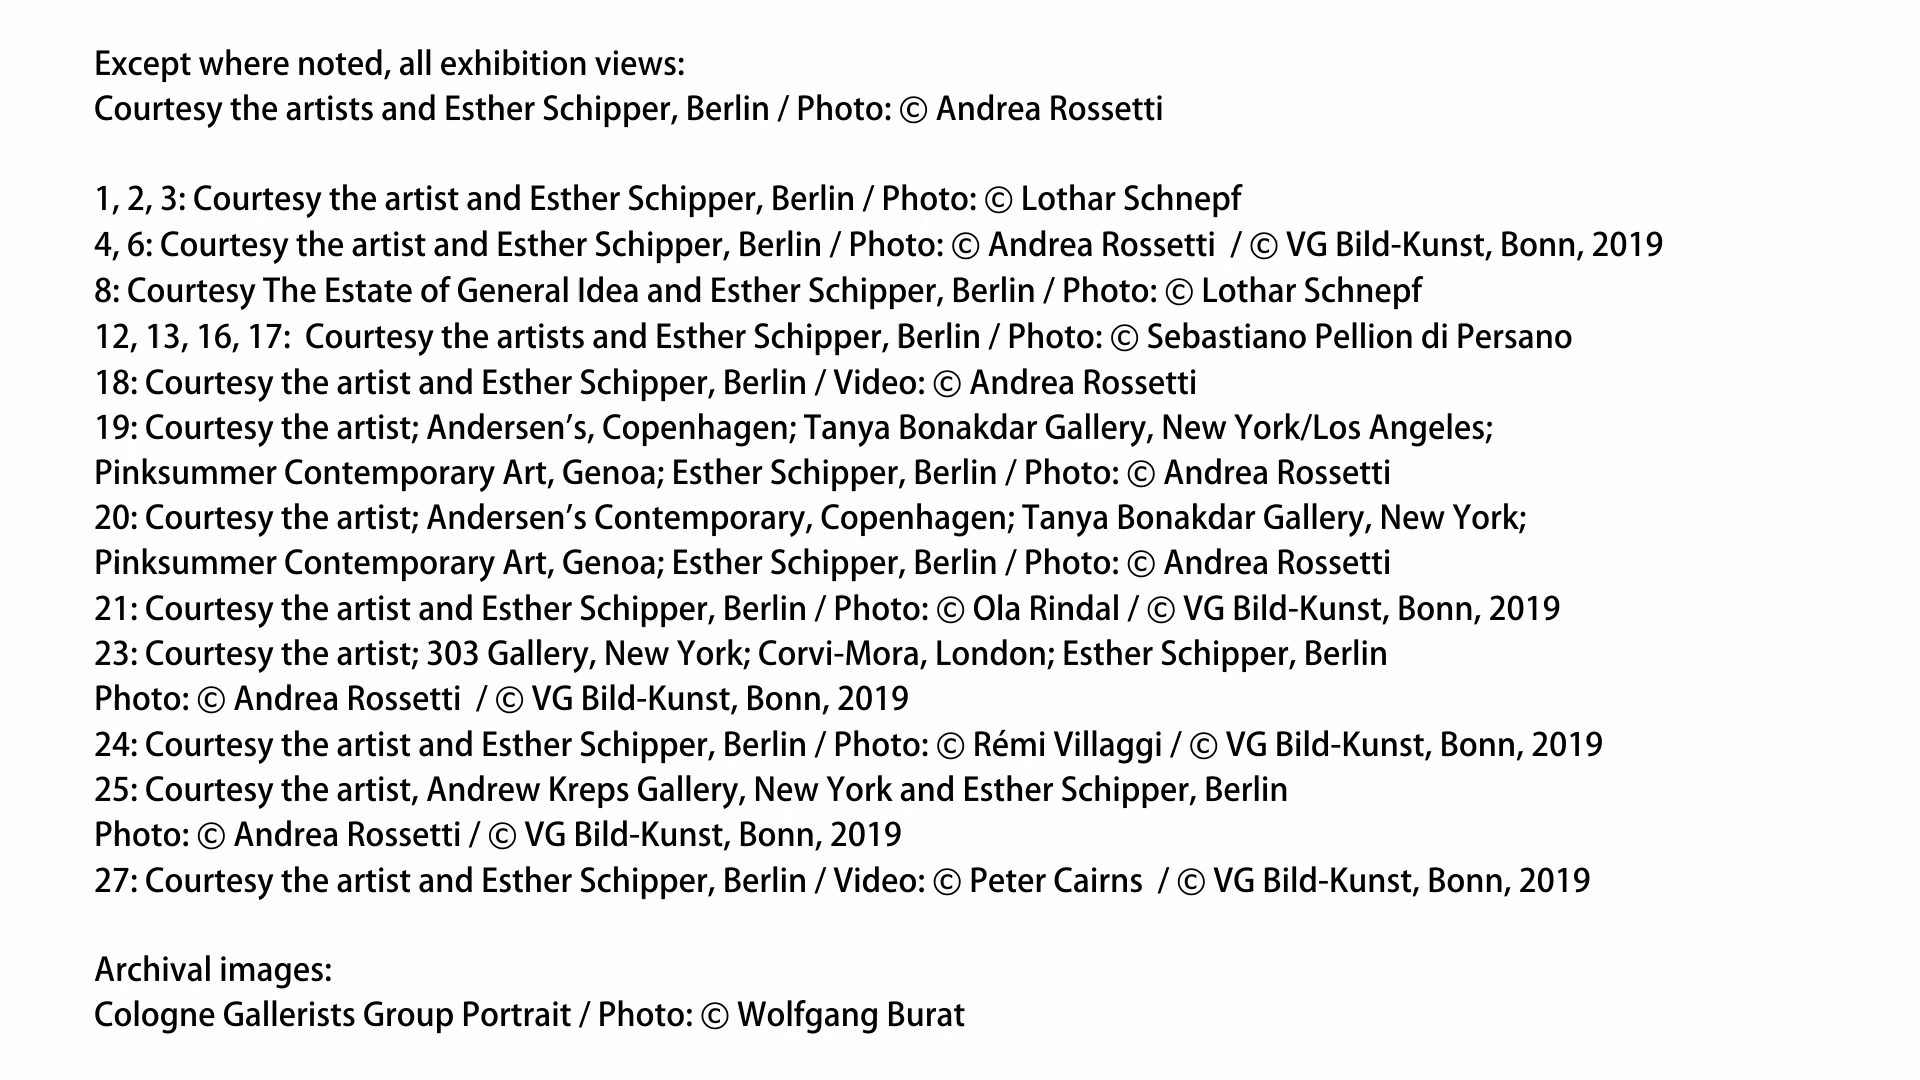 Except where noted, all exhibition views:
Courtesy the artists and Esther Schipper, Berlin / Photo: © Andrea Rossetti
1, 2, 3: Courtesy the artist and Esther Schipper, Berlin / Photo: © Lothar Schnepf
4, 6: Courtesy the artist and Esther Schipper, Berlin / Photo: © Andrea Rossetti / © VG Bild-Kunst, Bonn, 2019
8: Courtesy The Estate of General Idea and Esther Schipper, Berlin / Photo: © Lothar Schnepf
12, 13, 16, 17: Courtesy the artists and Esther Schipper, Berlin / Photo: © Sebastiano Pellion di Persano
18: Courtesy the artist and Esther Schipper, Berlin / Video: © Andrea Rossetti
19: Courtesy the artist; Andersen’s, Copenhagen; Tanya Bonakdar Gallery, New York/Los Angeles;
Pinksummer Contemporary Art, Genoa; Esther Schipper, Berlin / Photo: © Andrea Rossetti
20: Courtesy the artist; Andersen’s Contemporary, Copenhagen; Tanya Bonakdar Gallery, New York;
Pinksummer Contemporary Art, Genoa; Esther Schipper, Berlin / Photo: © Andrea Rossetti
21: Courtesy the artist and Esther Schipper, Berlin / Photo: © Ola Rindal / © VG Bild-Kunst, Bonn, 2019
23: Courtesy the artist; 303 Gallery, New York; Corvi-Mora, London; Esther Schipper, Berlin
Photo: © Andrea Rossetti / © VG Bild-Kunst, Bonn, 2019
24: Courtesy the artist and Esther Schipper, Berlin / Photo: © Rémi Villaggi / © VG Bild-Kunst, Bonn, 2019
25: Courtesy the artist, Andrew Kreps Gallery, New York and Esther Schipper, Berlin
Photo: © Andrea Rossetti / © VG Bild-Kunst, Bonn, 2019
27: Courtesy the artist and Esther Schipper, Berlin / Video: © Peter Cairns / © VG Bild-Kunst, Bonn, 2019
Archival images:
Cologne Gallerists Group Portrait / Photo: © Wolfgang Burat